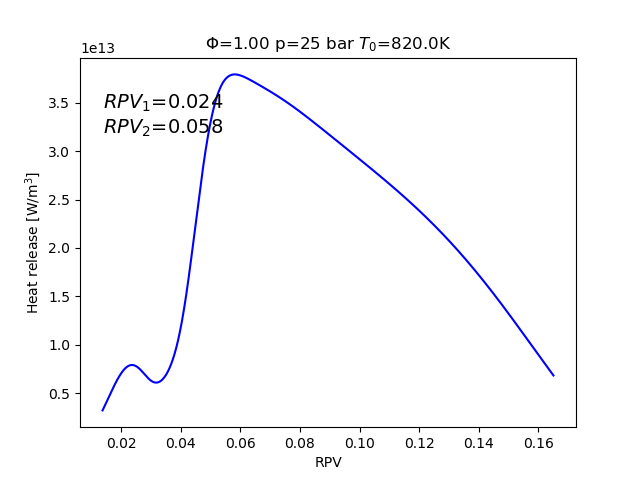 Φ=1.00 p=25 bar T₀=820.0K
1e13
RPV₁=0.024
RPV₂=0.058
3.5
3.0
2.5
2.0
1.5
1.0
0.5
Heat release [W/m³]
0.02 0.04 0.06 0.08 0.10 0.12 0.14 0.16
RPV